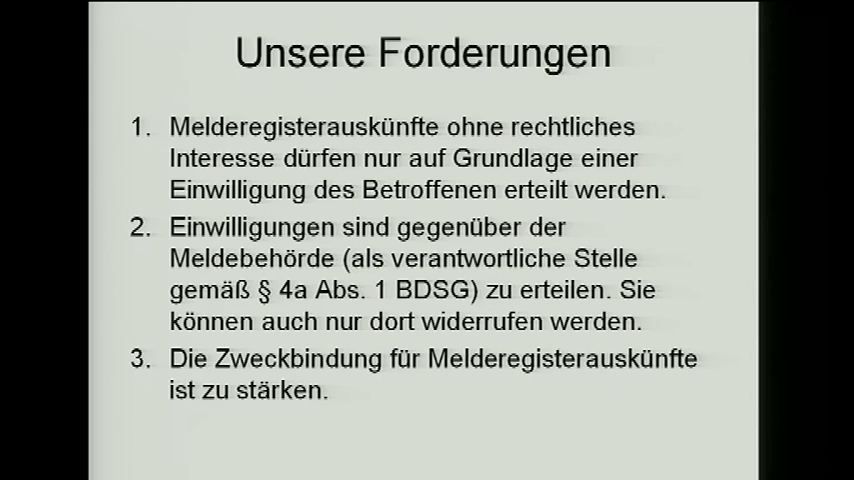 Unsere Forderungen
1. Melderegisterauskünfte ohne rechtliches
Interesse dürfen nur auf Grundlage einer
Einwilligung des Betroffenen erteilt werden.
2. Einwilligungen sind gegenüber der
Meldebehörde (als verantwortliche Stelle
gemäß § 4a Abs. 1 BDSG) zu erteilen. Sie
können auch nur dort widerrufen werden.
3. Die Zweckbindung für Melderegisterauskünfte
ist zu stärken.